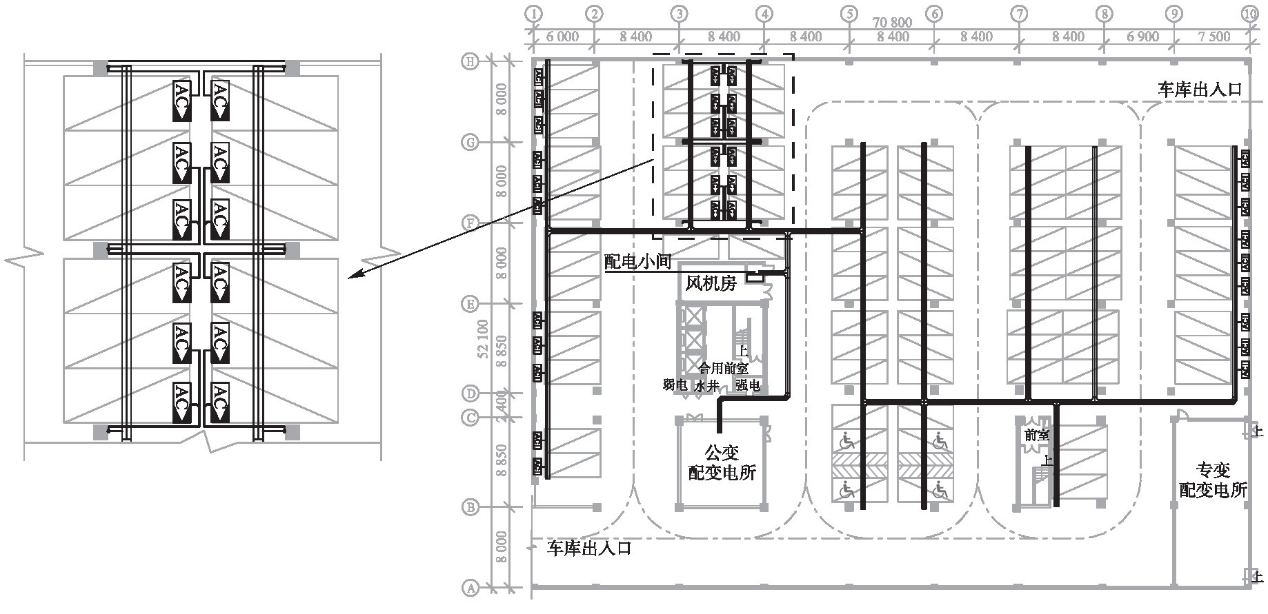 1 2 3 4 5 6 7 8 9 10
70 800
6 000 8 400 8 400 8 400 8 400 8 400 8 400 8 400 6 900 7 500
H
G
F
E
D
C
B
A
8 000
8 000
8 000
8 850
2 400
8 850
8 000
52 100
AC AC
AC AC
AC AC
AC AC
AC AC
AC AC
车库出入口
配电小间
风机房
上
合用前室
弱电 水井 强电
公变
配变电所
前室
上
专变
配变电所
上
上
车库出入口